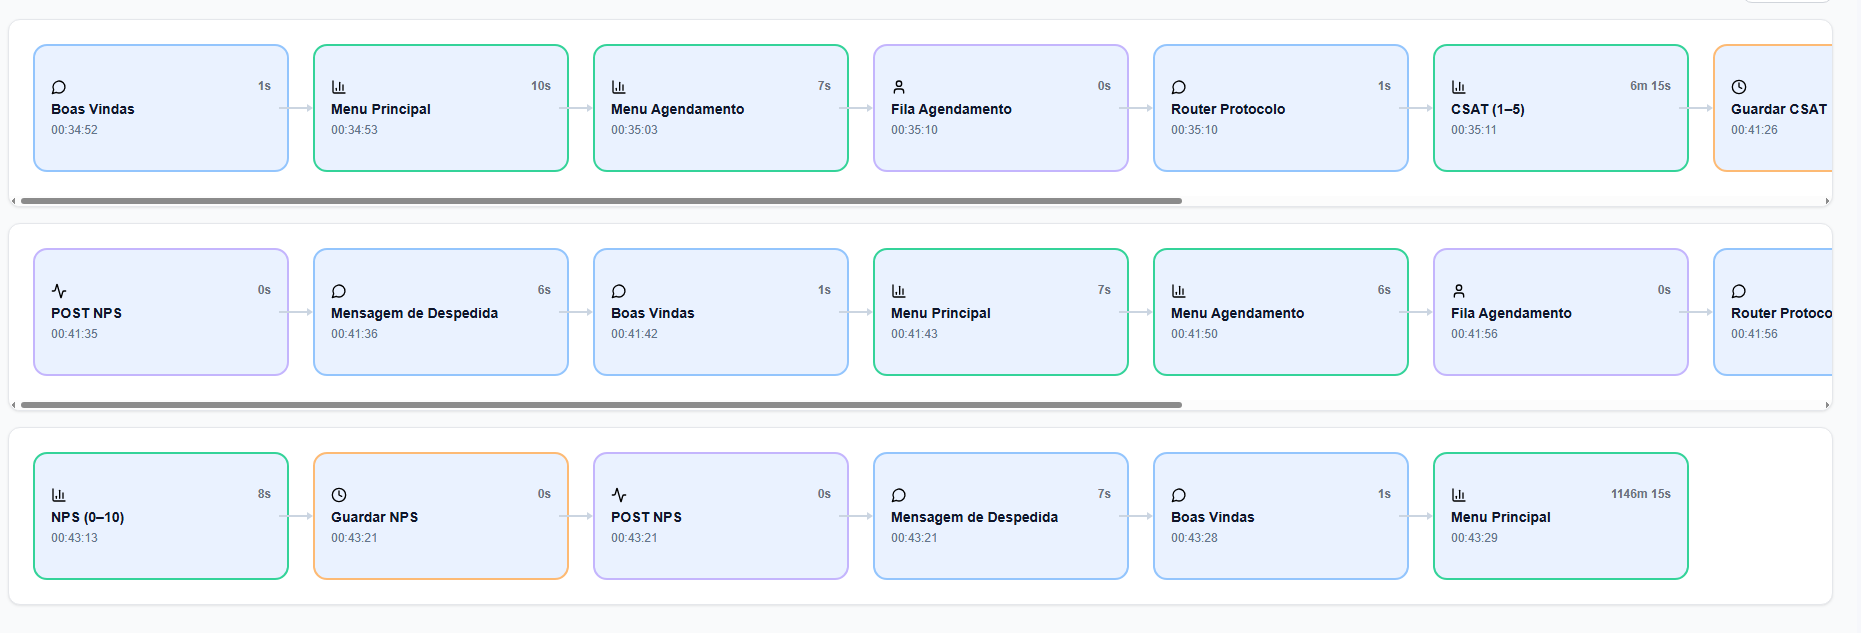 1s
Boas Vindas
00:34:52
10s
Menu Principal
00:34:53
7s
Menu Agendamento
00:35:03
0s
Fila Agendamento
00:35:10
1s
Router Protocolo
00:35:10
6m 15s
CSAT (1–5)
00:35:11
Guardar CSAT
00:41:26
0s
POST NPS
00:41:35
6s
Mensagem de Despedida
00:41:36
1s
Boas Vindas
00:41:42
7s
Menu Principal
00:41:43
6s
Menu Agendamento
00:41:50
0s
Fila Agendamento
00:41:56
Router Protoco
00:41:56
8s
NPS (0–10)
00:43:13
0s
Guardar NPS
00:43:21
0s
POST NPS
00:43:21
7s
Mensagem de Despedida
00:43:21
1s
Boas Vindas
00:43:28
1146m 15s
Menu Principal
00:43:29